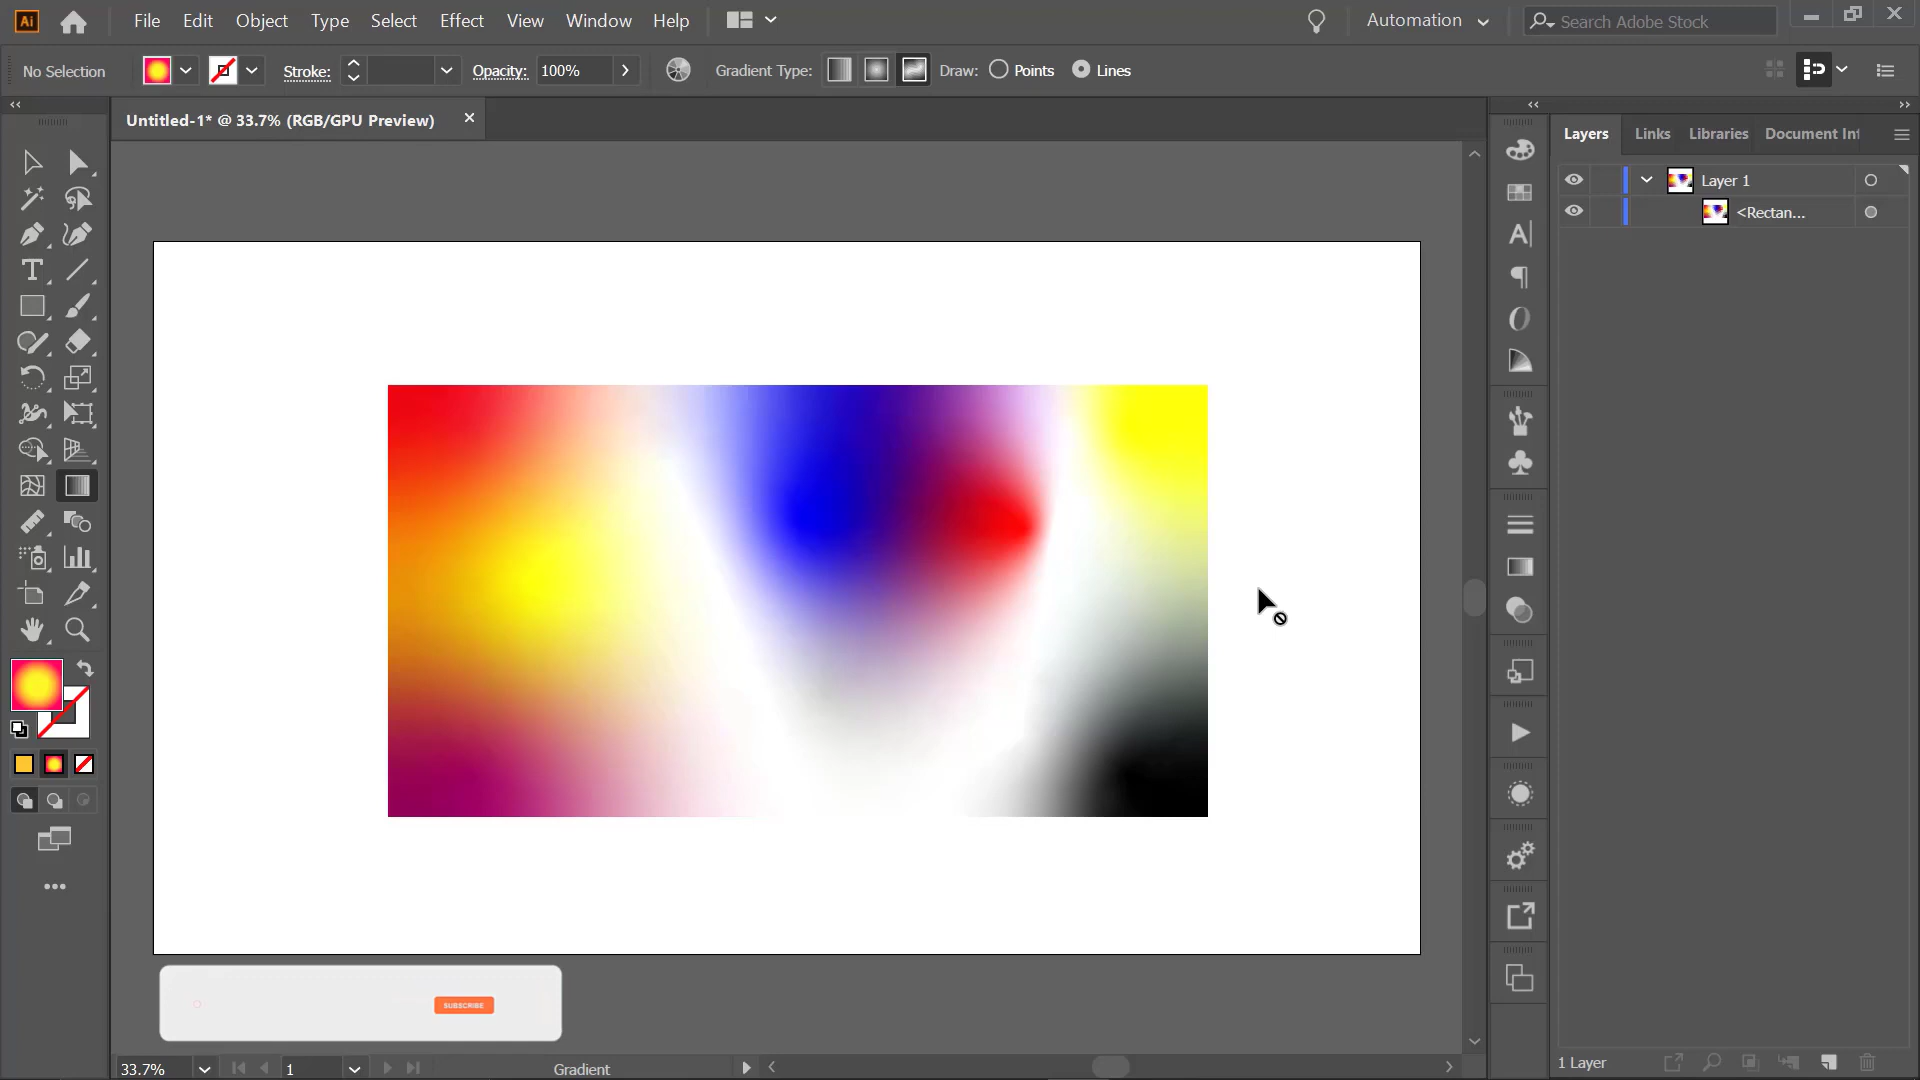 Ai File Edit Object Type Select Effect View Window Help Automation Search Adobe Stock
No Selection Stroke: Opacity: 100% Gradient Type: Draw: Points Lines
Untitled-1* @ 33.7% (RGB/GPU Preview)
Layers Links Libraries Document Inf
Layer 1
<Rectan...
SUBSCRIBE
33.7% 1 Gradient
1 Layer